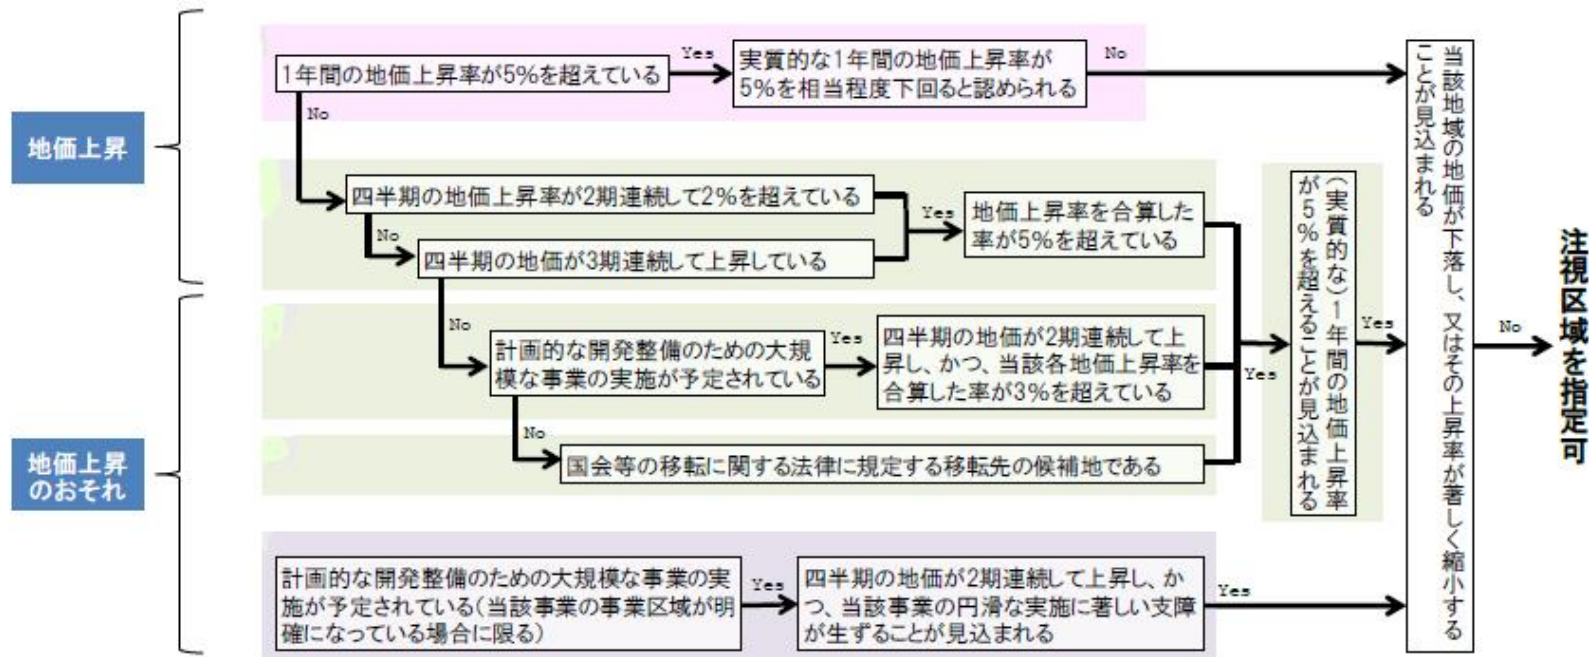 地価上昇
1年間の地価上昇率が5%を超えている
Yes
実質的な1年間の地価上昇率が
5%を相当程度下回ると認められる
No
No
四半期の地価上昇率が2期連続して2%を超えている
No
四半期の地価が3期連続して上昇している
Yes
地価上昇率を合算した
率が5%を超えている
地価上昇
のおそれ
No
計画的な開発整備のための大規
模な事業の実施が予定されている
Yes
四半期の地価が2期連続して上
昇し、かつ、当該各地価上昇率を
合算した率が3%を超えている
No
国会等の移転に関する法律に規定する移転先の候補地である
Yes
(実質的な)1年間の地価上昇率
が5%を超えることが見込まれる
Yes
計画的な開発整備のための大規模な事業の実
施が予定されている(当該事業の事業区域が明
確になっている場合に限る)
Yes
四半期の地価が2期連続して上昇し、か
つ、当該事業の円滑な実施に著しい支障
が生ずることが見込まれる
Yes
当該地域の地価が下落し、又はその上昇率が著しく縮小する
ことが見込まれる
No
注視区域を指定可